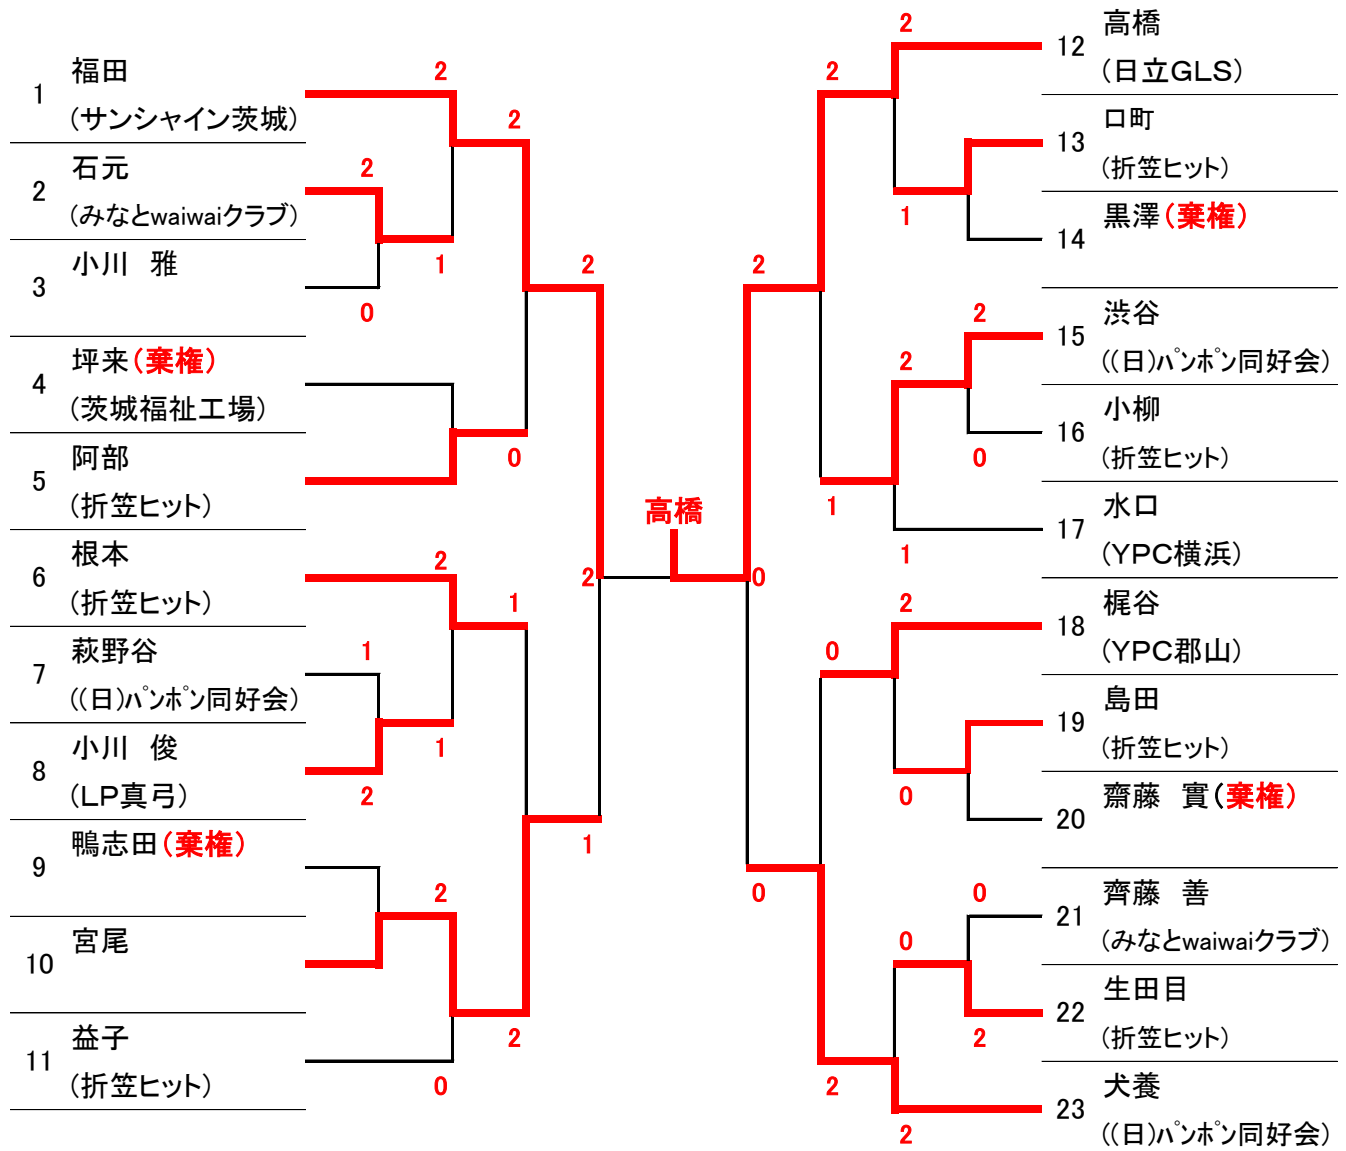 1
福田
(サンシャイン茨城)
2
石元
(みなとwaiwaiクラブ)
3
小川　雅
4
坪来(棄権)
(茨城福祉工場)
5
阿部
(折笠ヒット)
6
根本
(折笠ヒット)
7
萩野谷
((日)ﾊﾟﾝﾎﾟﾝ同好会)
8
小川　俊
(LP真弓)
9
鴨志田(棄権)
10
宮尾
11
益子
(折笠ヒット)
2
2
2
1
0
0
2
1
1
1
2
2
2
0
2
1
2
高橋
0
2
0
2
2
1
2
1
2
0
1
2
0
0
0
0
2
2
2
12
高橋
(日立GLS)
13
口町
(折笠ヒット)
14
黒澤(棄権)
15
渋谷
((日)ﾊﾟﾝﾎﾟﾝ同好会)
16
小柳
(折笠ヒット)
17
水口
(YPC横浜)
18
梶谷
(YPC郡山)
19
島田
(折笠ヒット)
20
齋藤　實(棄権)
21
齊藤　善
(みなとwaiwaiクラブ)
22
生田目
(折笠ヒット)
23
犬養
((日)ﾊﾟﾝﾎﾟﾝ同好会)